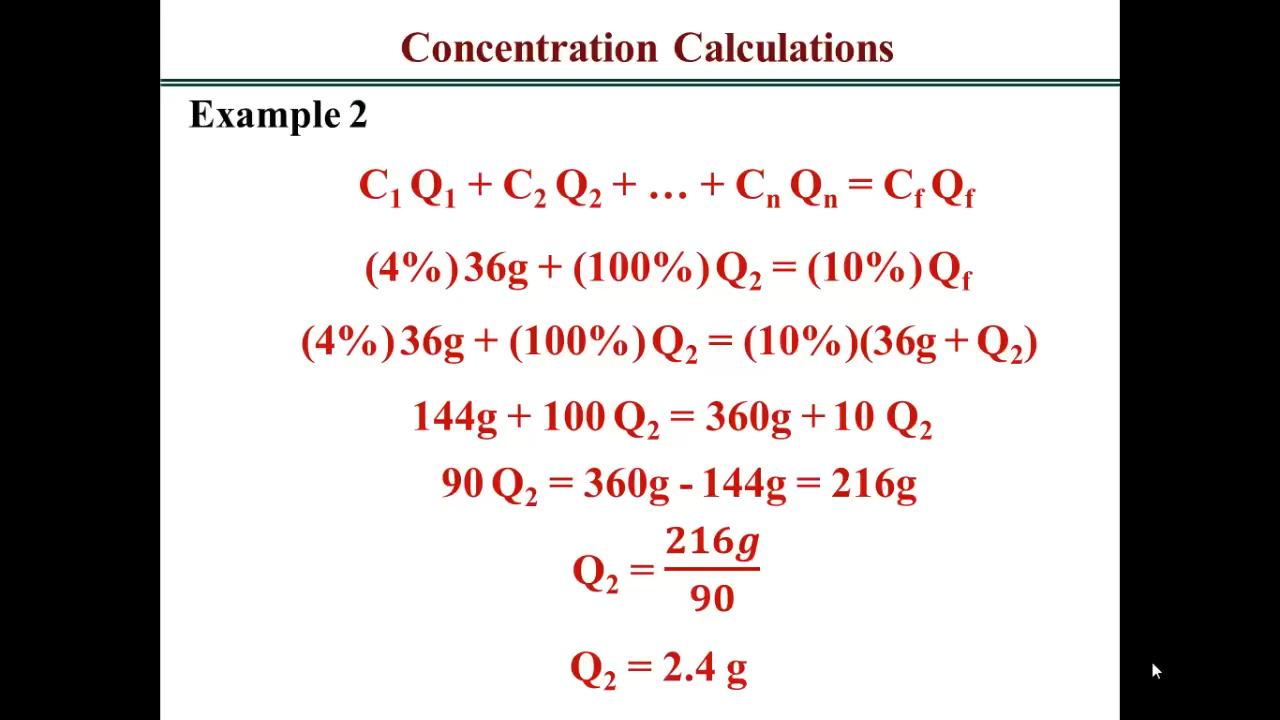 Concentration Calculations
Example 2
C₁ Q₁ + C₂ Q₂ + … + Cₙ Qₙ = C_f Q_f
(4%) 36g + (100%) Q₂ = (10%) Q_f
(4%) 36g + (100%) Q₂ = (10%)(36g + Q₂)
144g + 100 Q₂ = 360g + 10 Q₂
90 Q₂ = 360g - 144g = 216g
Q₂ = 216g / 90
Q₂ = 2.4 g